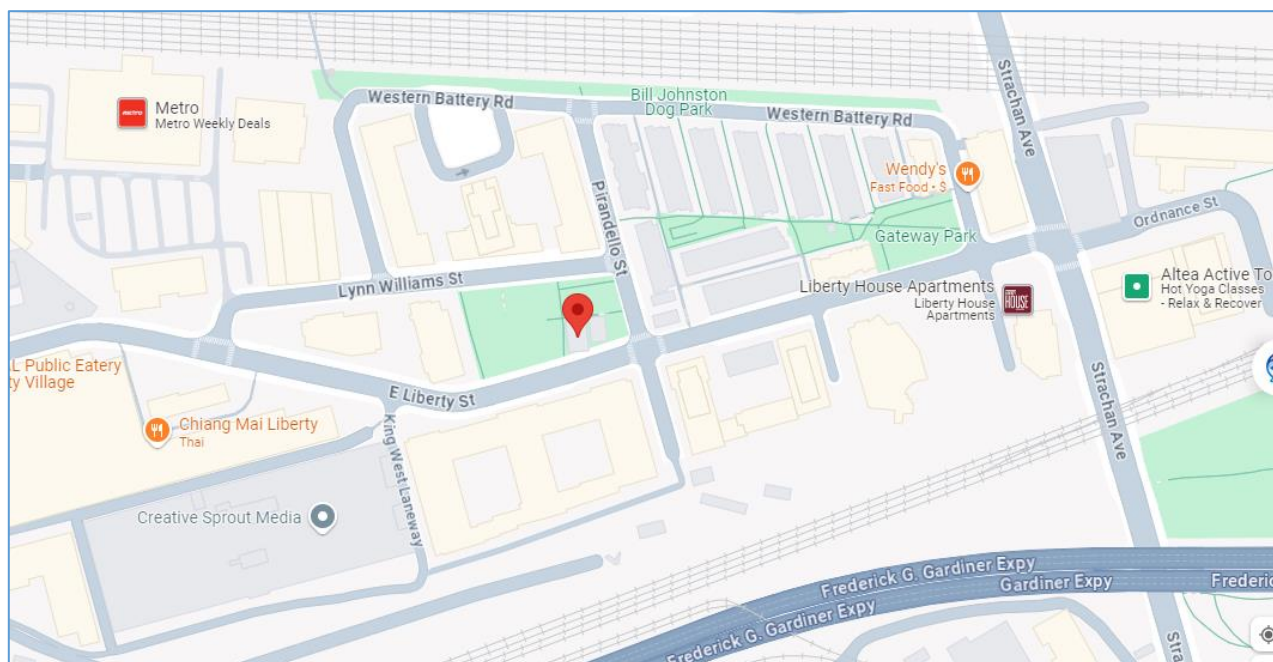 Western Battery Rd
Bill Johnston
Dog Park
Western Battery Rd
Strachan Ave
metro
Metro
Metro Weekly Deals
Wendy's
Fast Food • $
Pirandello St
Ordnance St
Gateway Park
Lynn Williams St
Liberty House Apartments
Liberty House
Apartments
HOUSE
Altea Active To
Hot Yoga Classes
- Relax & Recover
L Public Eatery
ty Village
E Liberty St
Strachan Ave
Chiang Mai Liberty
Thai
King West Laneway
Creative Sprout Media
Frederick G. Gardiner Expy
Gardiner Expy
Frederic
Frederick G. Gardiner Expy
Stra